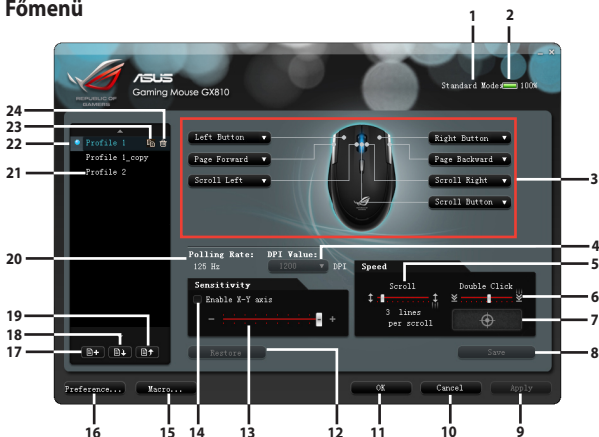 Főmenü
1 2
REPUBLIC OF
GAMERS
ASUS
Gaming Mouse GX810
Standard Mode 100%
24
23
22 Profile 1
Profile 1_copy
21 Profile 2
Left Button Right Button
Page Forward Page Backward
Scroll Left Scroll Right 3
Scroll Button
4
20 Polling Rate: DPI Value:
125 Hz 1200 DPI
Speed 5
Sensitivity
Scroll Double Click
Enable X-Y axis
6
3 lines
per scroll
7
19
18
17
Restore Save 8
Preference... Macro... OK Cancel Apply
16 15 14 13 12 11 10 9